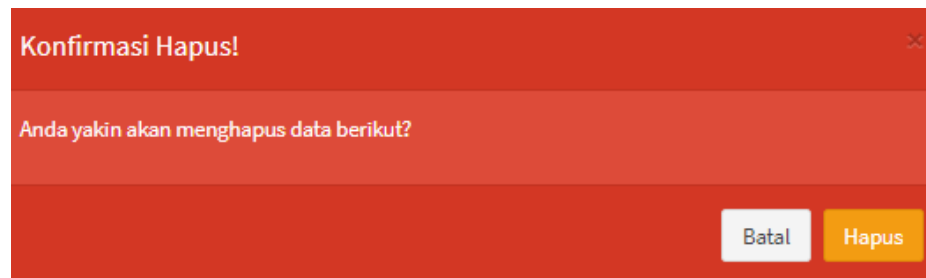 Konfirmasi Hapus!
×
Anda yakin akan menghapus data berikut?
Batal
Hapus